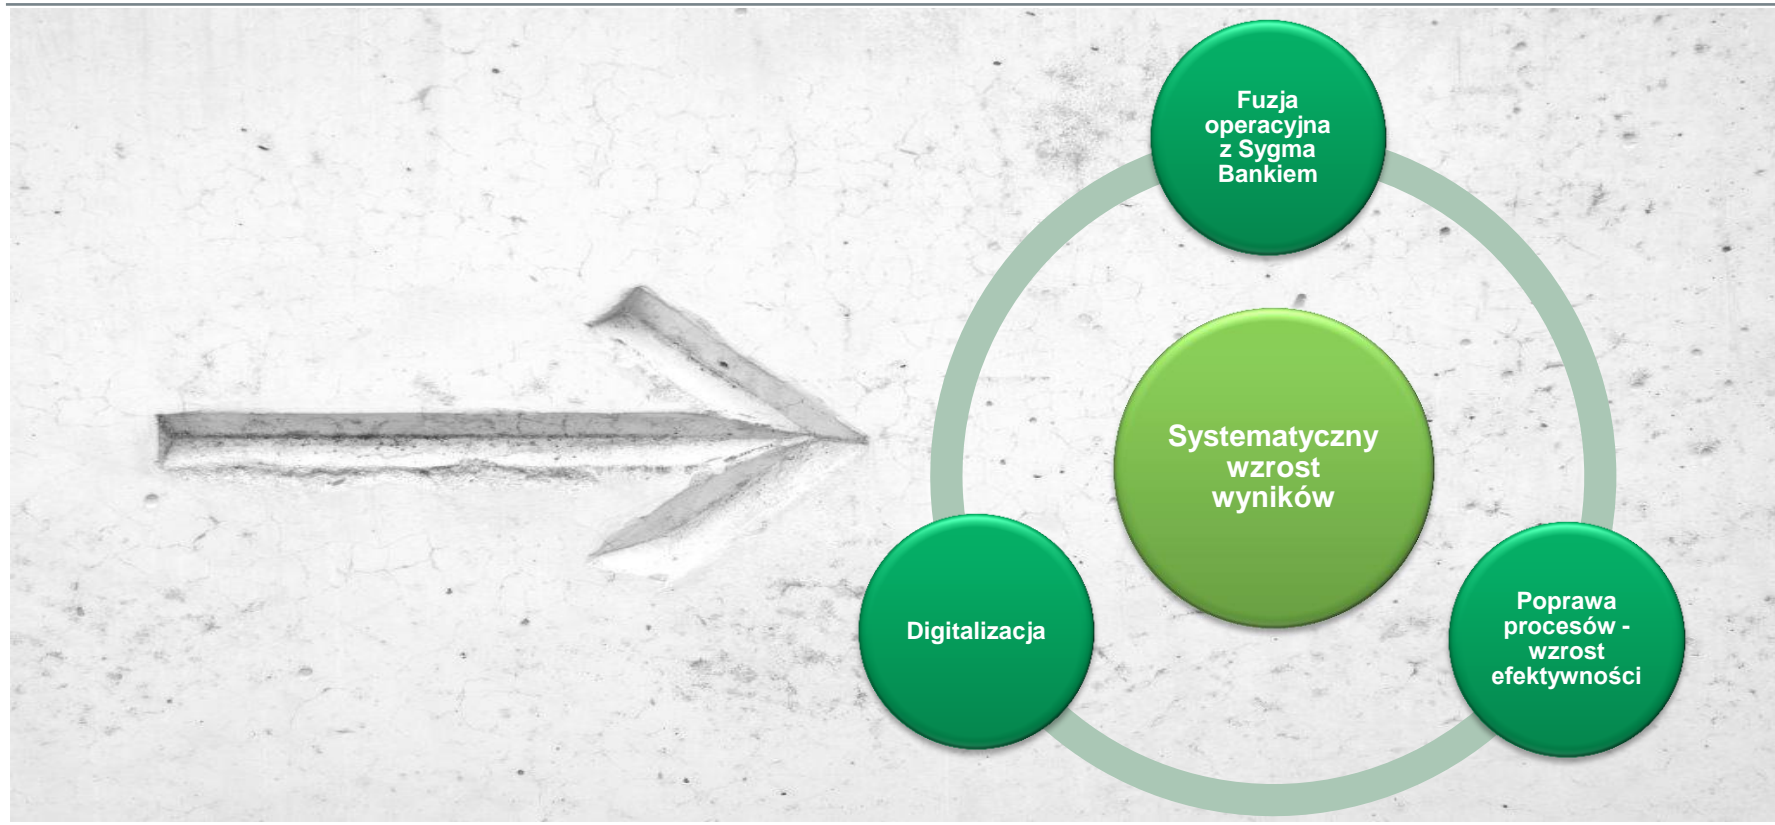 Fuzja
operacyjna
z Sygma
Bankiem
Systematyczny
wzrost
wyników
Digitalizacja
Poprawa
procesów -
wzrost
efektywności